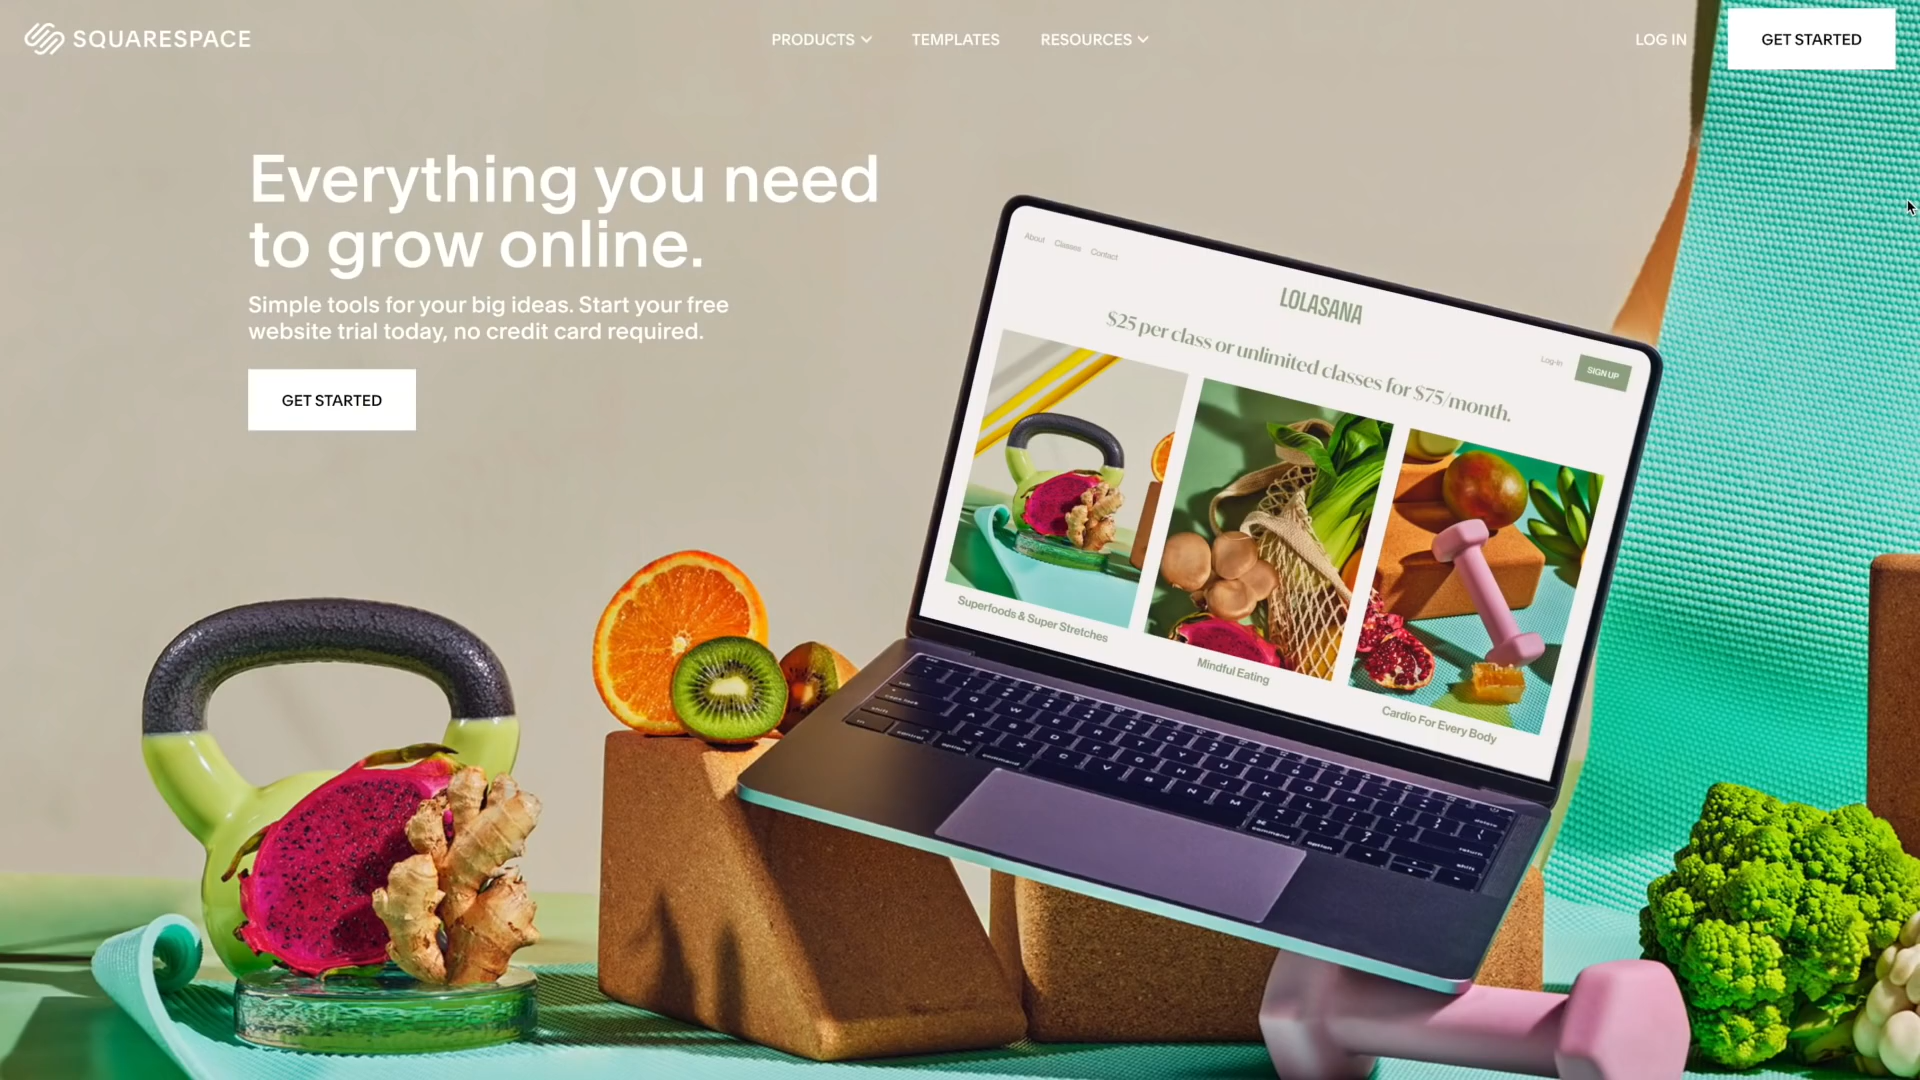 SQUARESPACE
PRODUCTS
TEMPLATES
RESOURCES
LOG IN
GET STARTED
Everything you need
to grow online.
Simple tools for your big ideas. Start your free
website trial today, no credit card required.
GET STARTED
About
Classes
Contact
LOLASANA
Log-In
SIGN UP
$25 per class or unlimited classes for $75/month.
Superfoods & Super Stretches
Mindful Eating
Cardio For Every Body